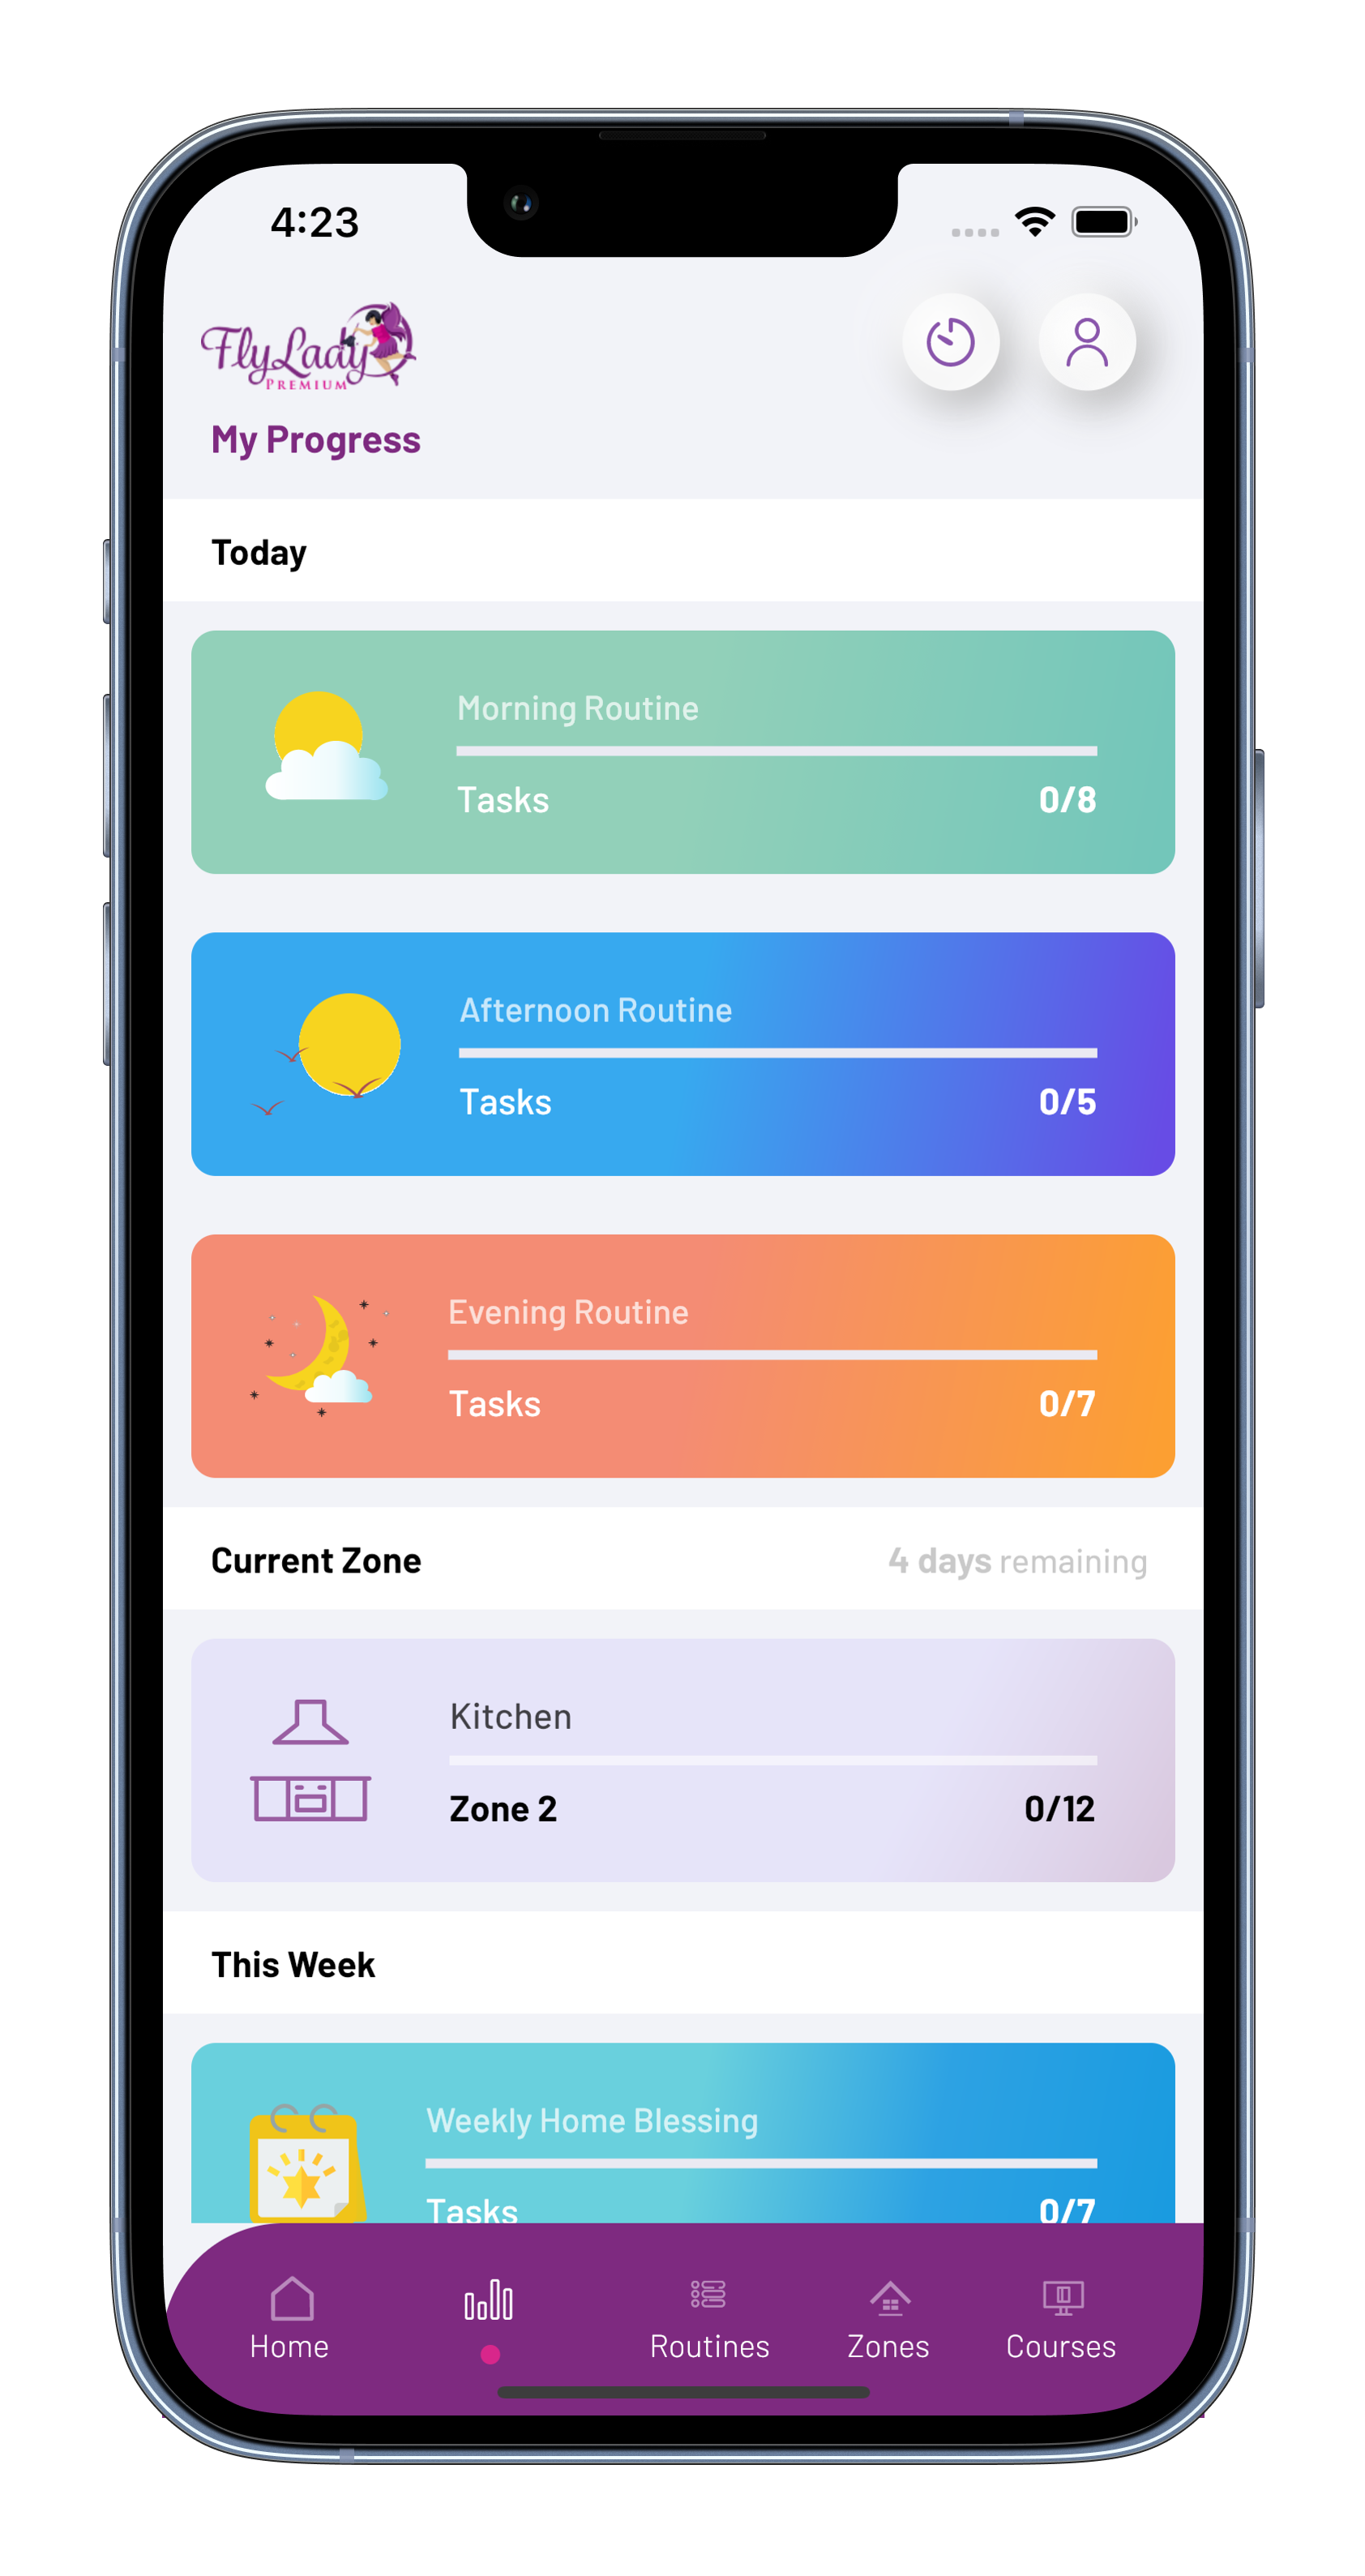 4:23
FlyLady
PREMIUM
My Progress
Today
Morning Routine
Tasks 0/8
Afternoon Routine
Tasks 0/5
Evening Routine
Tasks 0/7
Current Zone 4 days remaining
Kitchen
Zone 2 0/12
This Week
Weekly Home Blessing
Tasks 0/7
Home Routines Zones Courses